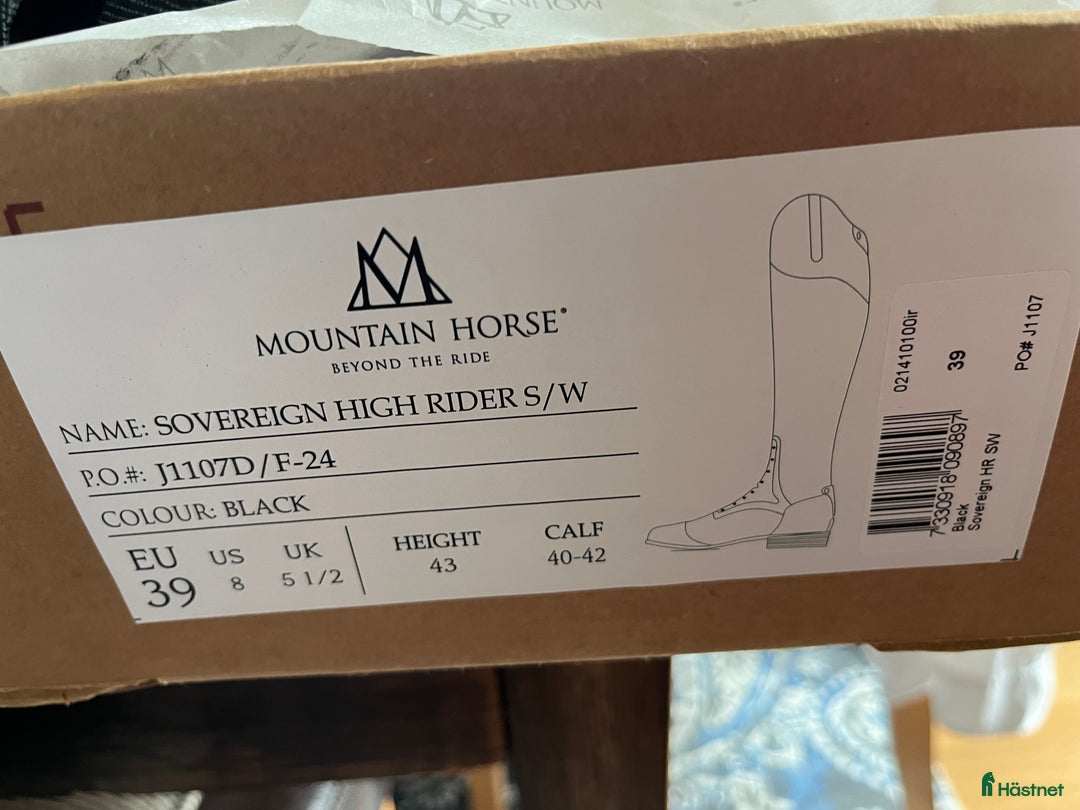 MOUNTAIN HORSE®
BEYOND THE RIDE
NAME: SOVEREIGN HIGH RIDER S/W
P.O.#: J1107D/F-24
COLOUR: BLACK
EU US UK
39 8 5 1/2
HEIGHT
43
CALF
40-42
021410100ir
39
PO# J1107
7330918090897
Black
Sovereign HR SW
Hästnet